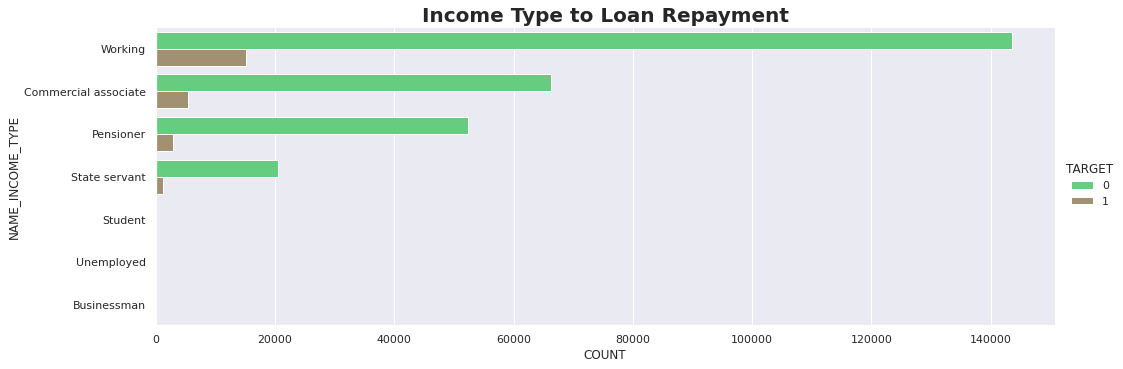 Income Type to Loan Repayment
NAME_INCOME_TYPE
Working
Commercial associate
Pensioner
State servant
Student
Unemployed
Businessman
0 20000 40000 60000 80000 100000 120000 140000
COUNT
TARGET
0
1